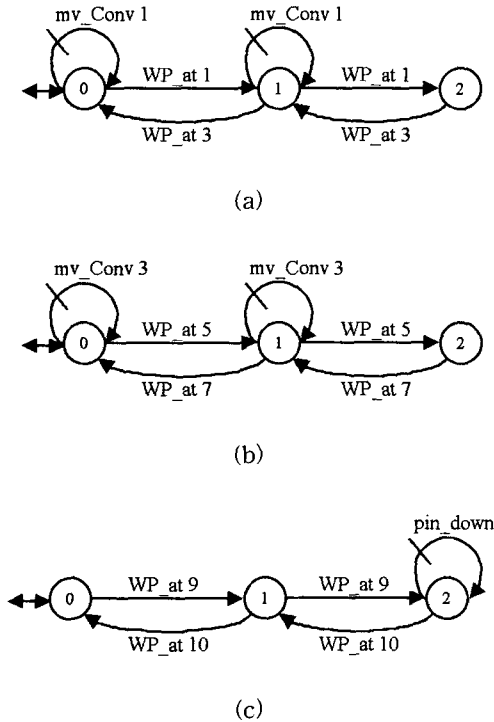 mv_Conv 1 mv_Conv 1
WP_at 1 WP_at 1
0 1 2
WP_at 3 WP_at 3
(a)
mv_Conv 3 mv_Conv 3
WP_at 5 WP_at 5
0 1 2
WP_at 7 WP_at 7
(b)
pin_down
WP_at 9 WP_at 9
0 1 2
WP_at 10 WP_at 10
(c)